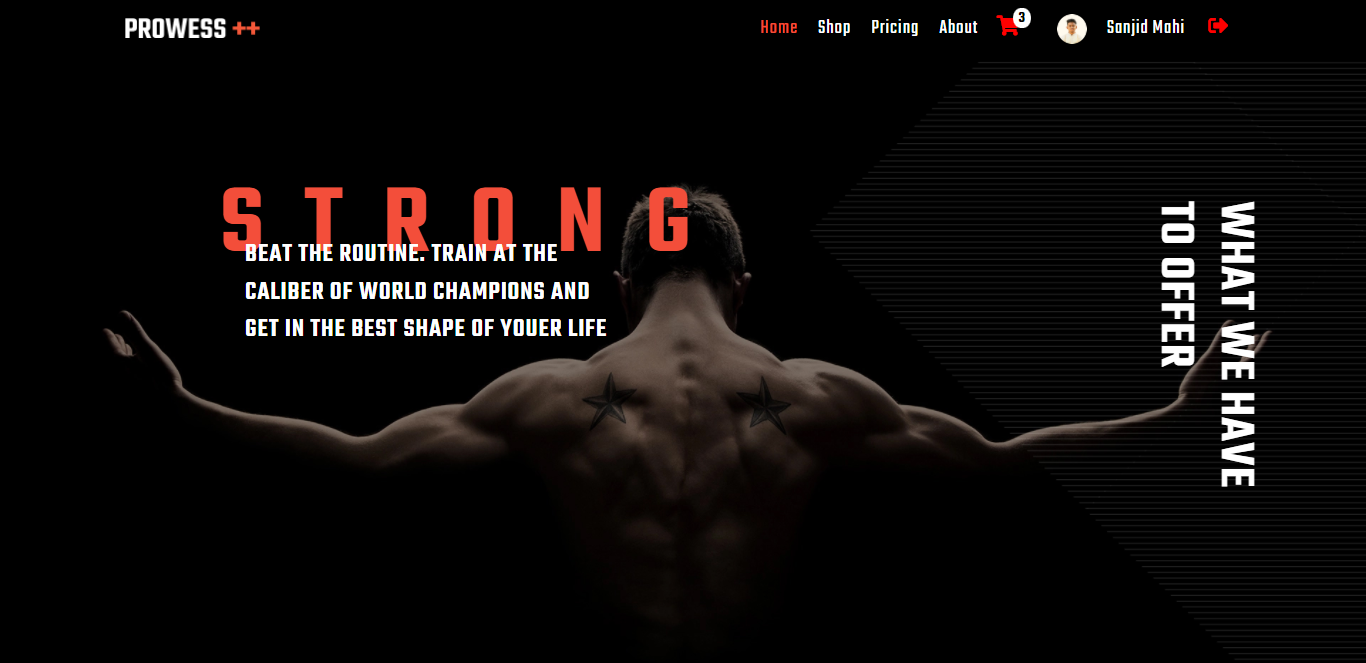 PROWESS ++
Home Shop Pricing About 3 Sanjid Mahi
STRONG
BEAT THE ROUTINE. TRAIN AT THE
CALIBER OF WORLD CHAMPIONS AND
GET IN THE BEST SHAPE OF YOUER LIFE
WHAT WE HAVE
TO OFFER